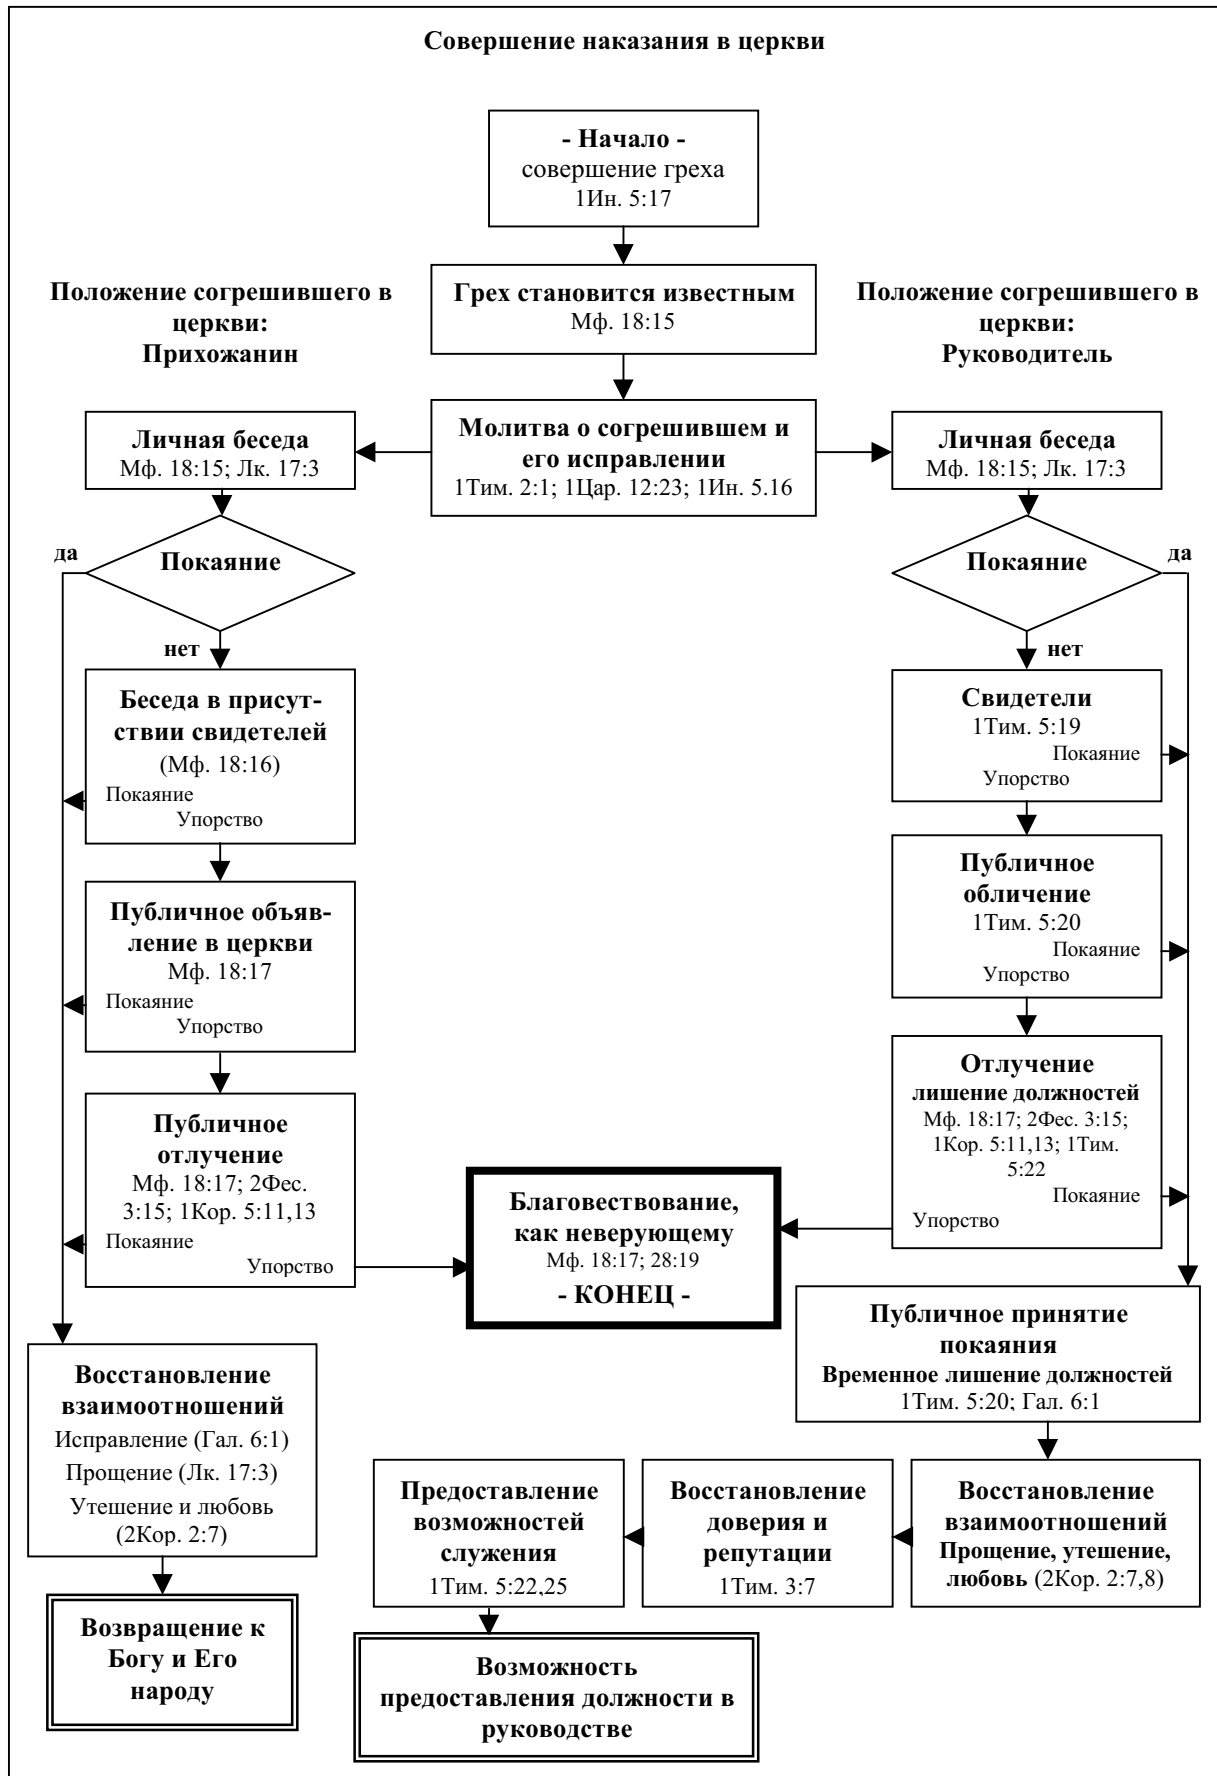 Совершение наказания в церкви
- Начало -
совершение греха
1Ин. 5:17
Грех становится известным
Мф. 18:15
Положение согрешившего в
церкви:
Прихожанин
Положение согрешившего в
церкви:
Руководитель
Молитва о согрешившем и
его исправлении
1Тим. 2:1; 1Цар. 12:23; 1Ин. 5.16
Личная беседа
Мф. 18:15; Лк. 17:3
Личная беседа
Мф. 18:15; Лк. 17:3
да
Покаяние
нет
Покаяние
да
нет
Беседа в присут-
ствии свидетелей
(Мф. 18:16)
Покаяние
Упорство
Свидетели
1Тим. 5:19
Покаяние
Упорство
Публичное объяв-
ление в церкви
Мф. 18:17
Покаяние
Упорство
Публичное
обличение
1Тим. 5:20
Покаяние
Упорство
Публичное
отлучение
Мф. 18:17; 2Фес.
3:15; 1Кор. 5:11,13
Покаяние
Упорство
Отлучение
лишение должностей
Мф. 18:17; 2Фес. 3:15;
1Кор. 5:11,13; 1Тим.
5:22
Покаяние
Упорство
Благовествование,
как неверующему
Мф. 18:17; 28:19
- КОНЕЦ -
Публичное принятие
покаяния
Временное лишение должностей
1Тим. 5:20; Гал. 6:1
Восстановление
взаимоотношений
Исправление (Гал. 6:1)
Прощение (Лк. 17:3)
Утешение и любовь
(2Кор. 2:7)
Восстановление
взаимоотношений
Прощение, утешение,
любовь (2Кор. 2:7,8)
Восстановление
доверия и
репутации
1Тим. 3:7
Предоставление
возможностей
служения
1Тим. 5:22,25
Возвращение к
Богу и Его
народу
Возможность
предоставления должности в
руководстве